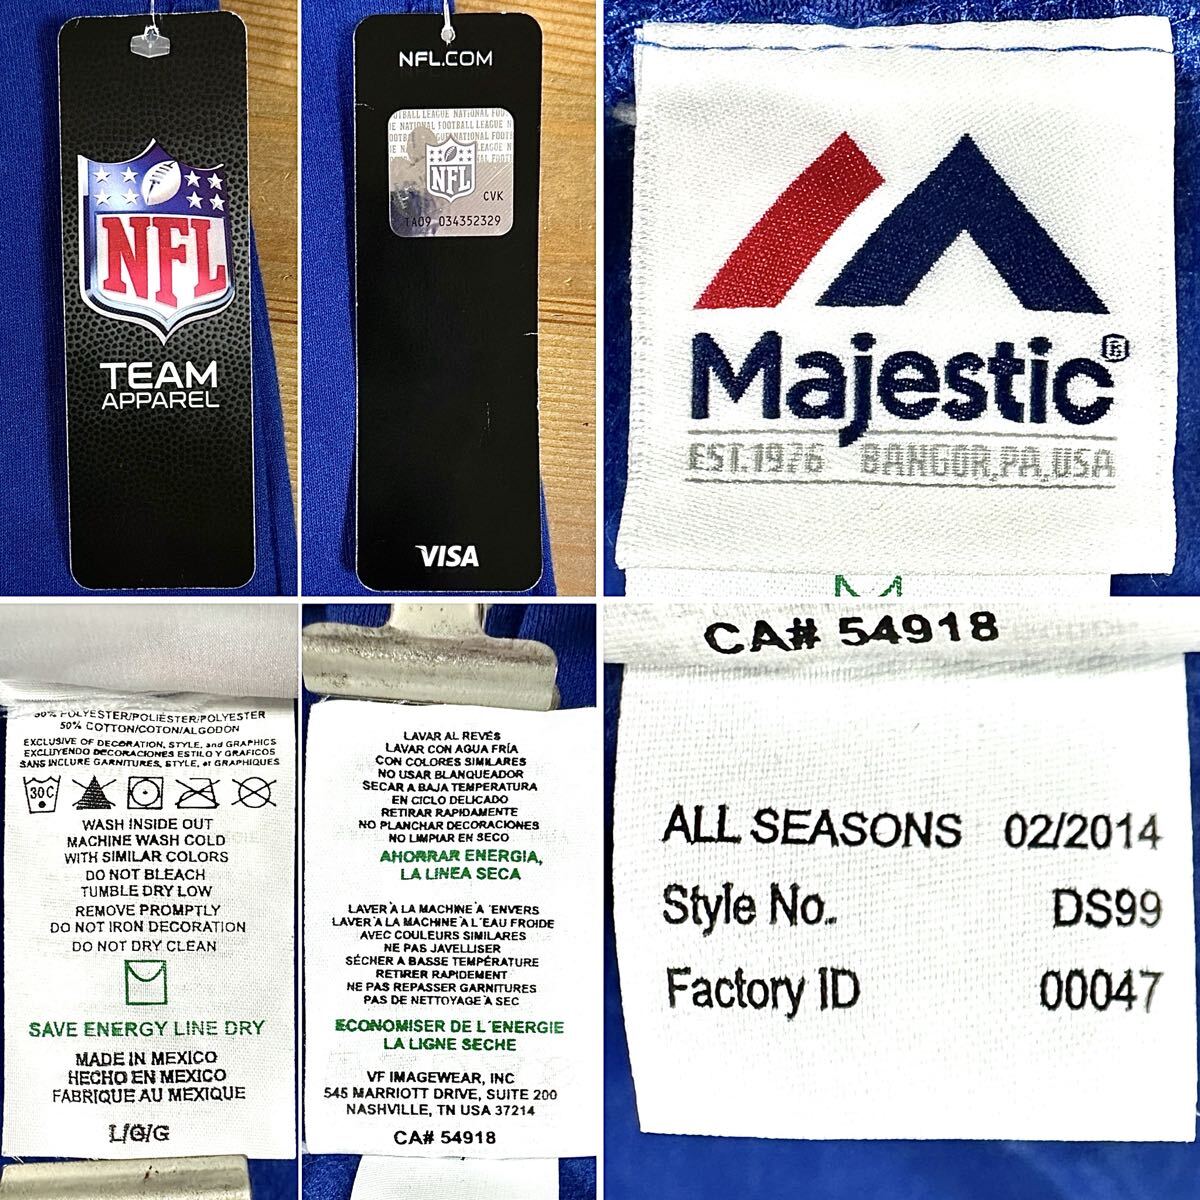 NFL
TEAM
APPAREL
NFL.COM
NFL
CVK
TA09 034352329
VISA
Majestic®
EST.1976 BANGOR,PA,USA
50% POLYESTER/POLIÉSTER/POLYESTER
50% COTTON/COTON/ALGODON
EXCLUSIVE OF DECORATION, STYLE, and GRAPHICS
EXCLUYENDO DECORACIONES ESTILO Y GRAFICOS
SANS INCLURE GARNITURES, STYLE, et GRAPHIQUES
30C
WASH INSIDE OUT
MACHINE WASH COLD
WITH SIMILAR COLORS
DO NOT BLEACH
TUMBLE DRY LOW
REMOVE PROMPTLY
DO NOT IRON DECORATION
DO NOT DRY CLEAN
SAVE ENERGY LINE DRY
MADE IN MEXICO
HECHO EN MEXICO
FABRIQUE AU MEXIQUE
L/G/G
LAVAR AL REVÉS
LAVAR CON AGUA FRÍA
CON COLORES SIMILARES
NO USAR BLANQUEADOR
SECAR A BAJA TEMPERATURA
EN CICLO DELICADO
RETIRAR RAPIDAMENTE
NO PLANCHAR DECORACIONES
NO LIMPIAR EN SECO
AHORRAR ENERGIA,
LA LINEA SECA
LAVER À LA MACHINE À L'ENVERS
LAVER À LA MACHINE À L'EAU FROIDE
AVEC COULEURS SIMILARES
NE PAS JAVELLISER
SÉCHER A BASSE TEMPÉRATURE
RETIRER RAPIDEMENT
NE PAS REPASSER GARNITURES
PAS DE NETTOYAGE À SEC
ECONOMISER DE L'ENERGIE
LA LIGNE SECHE
VF IMAGEWEAR, INC
545 MARRIOTT DRIVE, SUITE 200
NASHVILLE, TN USA 37214
CA# 54918
CA# 54918
ALL SEASONS 02/2014
Style No. DS99
Factory ID 00047